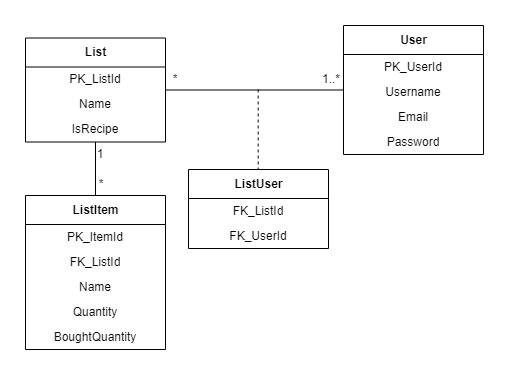 List
PK_ListId
Name
IsRecipe
*
1..*
User
PK_UserId
Username
Email
Password
1
*
ListItem
PK_ItemId
FK_ListId
Name
Quantity
BoughtQuantity
ListUser
FK_ListId
FK_UserId